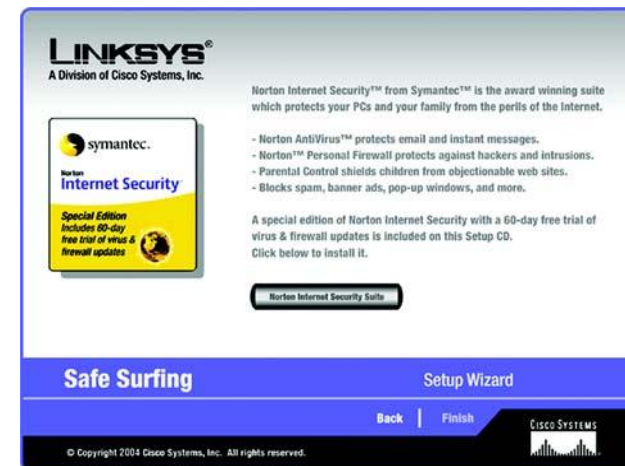 LINKSYS®
A Division of Cisco Systems, Inc.
symantec.
Norton
Internet Security
Special Edition
Includes 60-day
free trial of virus &
firewall updates
Norton Internet Security™ from Symantec™ is the award winning suite
which protects your PCs and your family from the perils of the Internet.
- Norton AntiVirus™ protects email and instant messages.
- Norton™ Personal Firewall protects against hackers and intrusions.
- Parental Control shields children from objectionable web sites.
- Blocks spam, banner ads, pop-up windows, and more.
A special edition of Norton Internet Security with a 60-day free trial of
virus & firewall updates is included on this Setup CD.
Click below to install it.
Norton Internet Security Suite
Safe Surfing
Setup Wizard
Back
Finish
CISCO SYSTEMS
© Copyright 2004 Cisco Systems, Inc. All rights reserved.